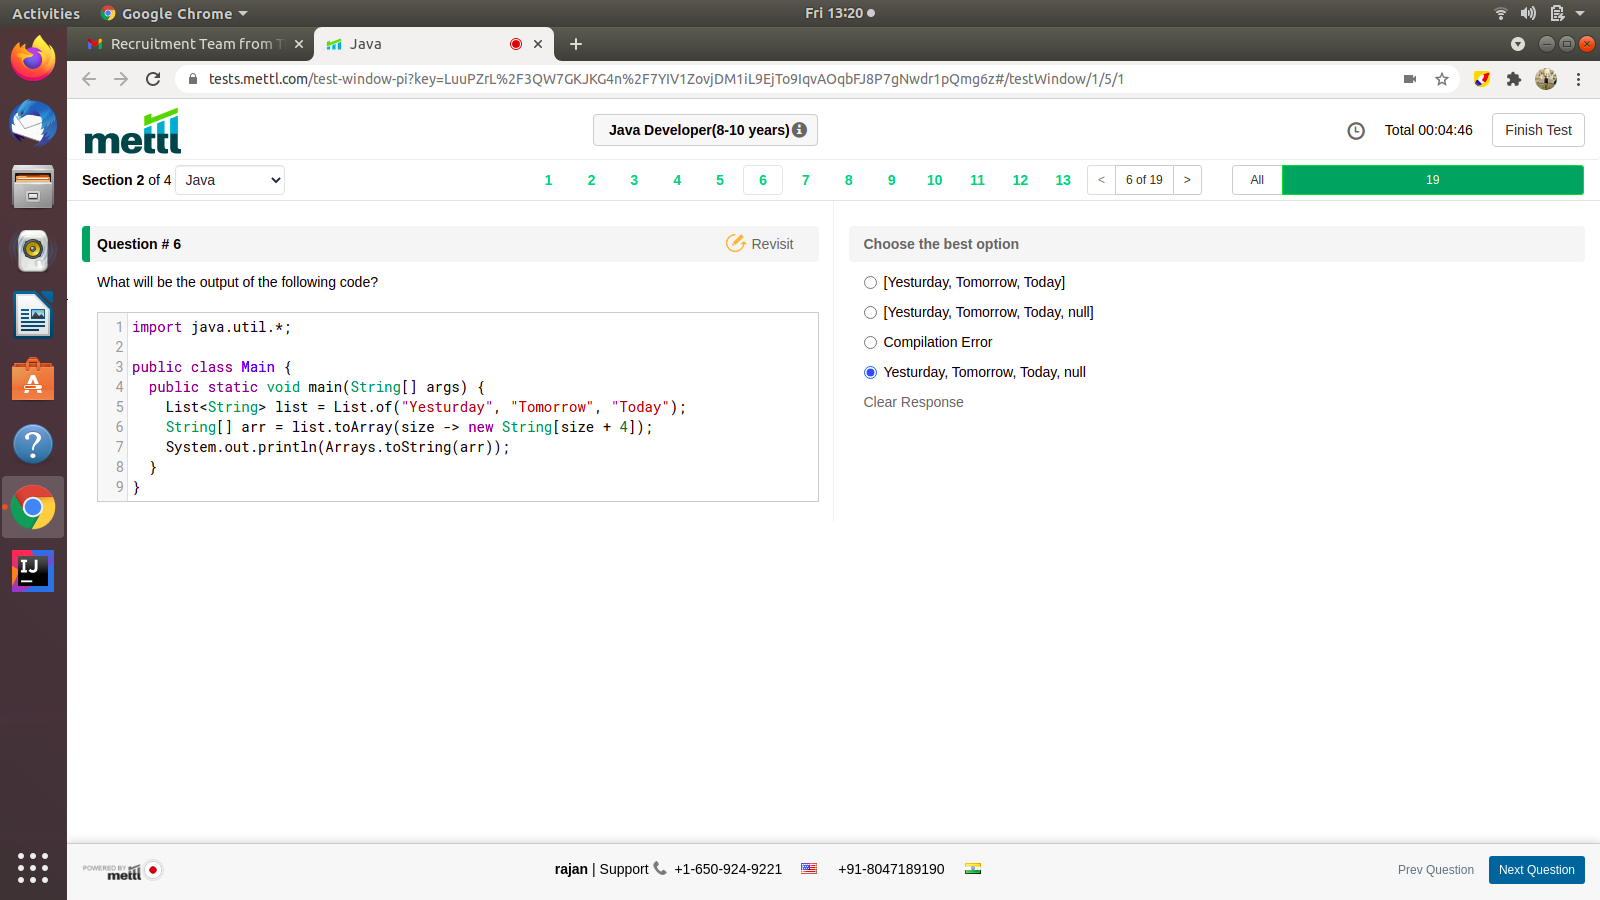 Activities Google Chrome Fri 13:20
Recruitment Team from T Java
tests.mettl.com/test-window-pi?key=LuuPZrL%2F3QW7GKJKG4n%2F7YIV1ZovjDM1iL9EjTo9IqvAOqbFJ8P7gNwdr1pQmg6z#/testWindow/1/5/1
mettl Java Developer(8-10 years) Total 00:04:46 Finish Test
Section 2 of 4 Java 1 2 3 4 5 6 7 8 9 10 11 12 13 < 6 of 19 > All 19
Question # 6 Revisit
What will be the output of the following code?
1 import java.util.*;
2
3 public class Main {
4 public static void main(String[] args) {
5 List<String> list = List.of("Yesturday", "Tomorrow", "Today");
6 String[] arr = list.toArray(size -> new String[size + 4]);
7 System.out.println(Arrays.toString(arr));
8 }
9 }
Choose the best option
[Yesturday, Tomorrow, Today]
[Yesturday, Tomorrow, Today, null]
Compilation Error
Yesturday, Tomorrow, Today, null
Clear Response
IJ
POWERED BY mettl rajan | Support +1-650-924-9221 +91-8047189190 Prev Question Next Question